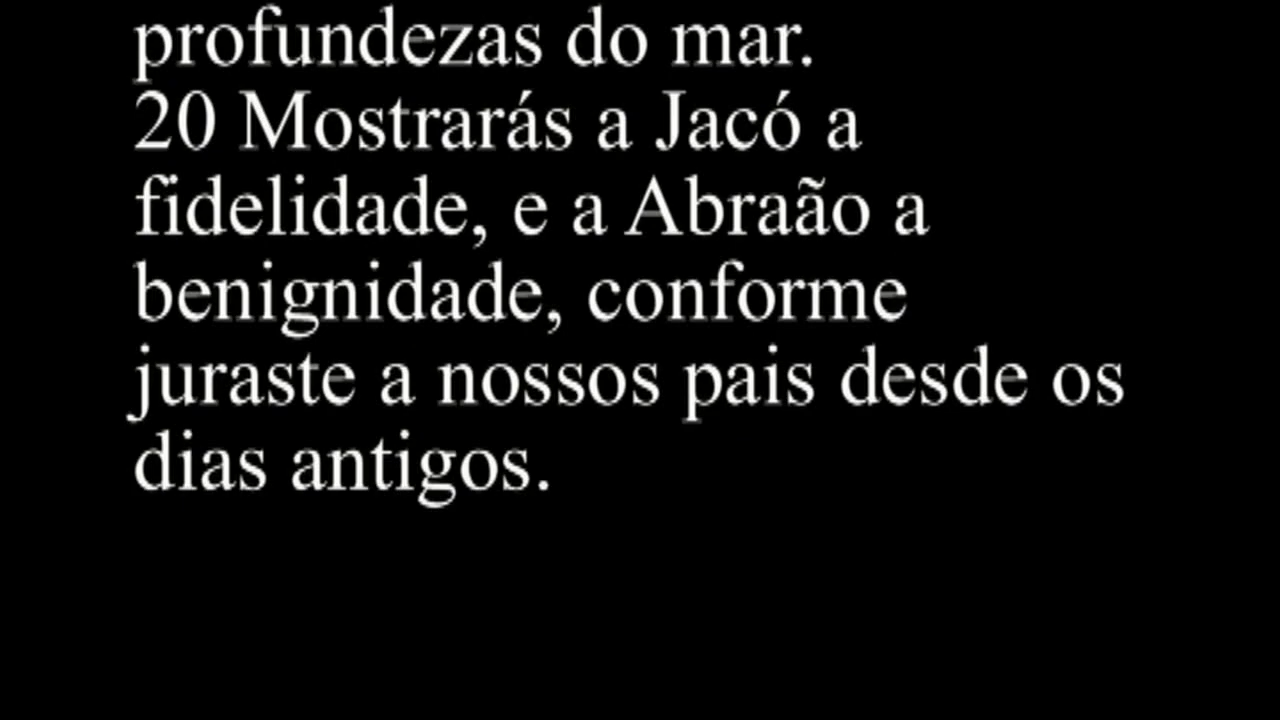 profundezas do mar.
20 Mostrarás a Jacó a
fidelidade, e a Abraão a
benignidade, conforme
juraste a nossos pais desde os
dias antigos.